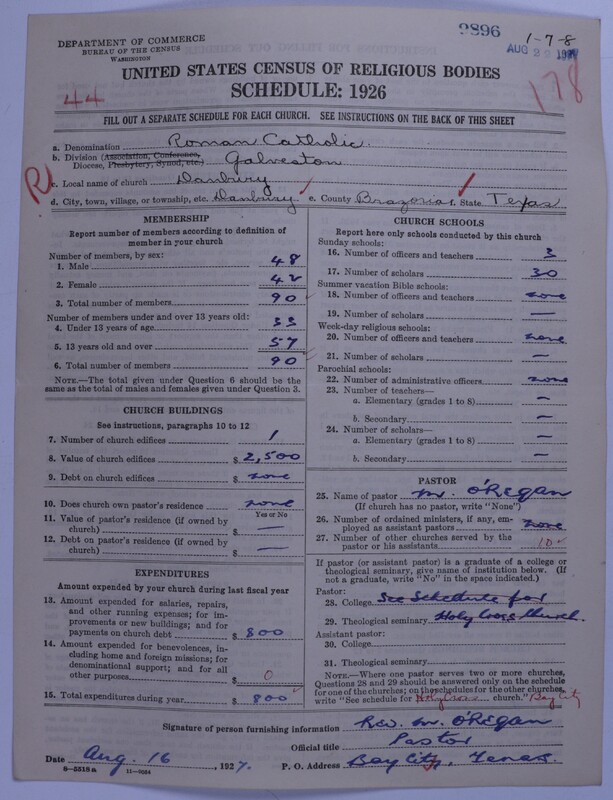 9896
1-7-8
DEPARTMENT OF COMMERCE
BUREAU OF THE CENSUS
WASHINGTON
AUG 2 192
UNITED STATES CENSUS OF RELIGIOUS BODIES
SCHEDULE: 1926
44
178
FILL OUT A SEPARATE SCHEDULE FOR EACH CHURCH. SEE INSTRUCTIONS ON THE BACK OF THIS SHEET
a. Denomination Roman Catholic.
b. Division (Association, Conference, Diocese, Presbytery, Synod, etc.) Galveston
R
c. Local name of church Danbury
d. City, town, village, or township, etc. Danbury e. County Brazoria f. State Texas
MEMBERSHIP
Report number of members according to definition of
member in your church
Number of members, by sex:
1. Male 48
2. Female 42
3. Total number of members 90
Number of members under and over 13 years old:
4. Under 13 years of age 33
5. 13 years old and over 57
6. Total number of members 90
NOTE.—The total given under Question 6 should be the
same as the total of males and females given under Question 3.
CHURCH BUILDINGS
See instructions, paragraphs 10 to 12
7. Number of church edifices 1
8. Value of church edifices $ 2,500
9. Debt on church edifices $ none
10. Does church own pastor's residence none
Yes or No
11. Value of pastor's residence (if owned by
church) $ —
12. Debt on pastor's residence (if owned by
church) $ —
EXPENDITURES
Amount expended by your church during last fiscal year
13. Amount expended for salaries, repairs,
and other running expenses; for im-
provements or new buildings; and for
payments on church debt $ 800
14. Amount expended for benevolences, in-
cluding home and foreign missions; for
denominational support; and for all
other purposes $ 0
15. Total expenditures during year $ 800
CHURCH SCHOOLS
Report here only schools conducted by this church
Sunday schools:
16. Number of officers and teachers 3
17. Number of scholars 30
Summer vacation Bible schools:
18. Number of officers and teachers none
19. Number of scholars —
Week-day religious schools:
20. Number of officers and teachers none
21. Number of scholars —
Parochial schools:
22. Number of administrative officers none
23. Number of teachers—
a. Elementary (grades 1 to 8) —
b. Secondary —
24. Number of scholars—
a. Elementary (grades 1 to 8) —
b. Secondary —
PASTOR
25. Name of pastor M. O'Regan
(If church has no pastor, write "None")
26. Number of ordained ministers, if any, em-
ployed as assistant pastors none
27. Number of other churches served by the
pastor or his assistants 10
If pastor (or assistant pastor) is a graduate of a college or
theological seminary, give name of institution below. (If
not a graduate, write "No" in the space indicated.)
Pastor:
28. College See Schedule for
29. Theological seminary Holy Cross Church.
Assistant pastor:
30. College
31. Theological seminary
NOTE.—Where one pastor serves two or more churches,
Questions 28 and 29 should be answered only on the schedule
for one of the churches; on the schedules for the other churches,
write "See schedule for Holy Cross church." Bay City
Signature of person furnishing information Rev. M. O'Regan
Official title Pastor
Date Aug. 16, 1927. P. O. Address Bay City, Texas.
8—5518a 11—9024